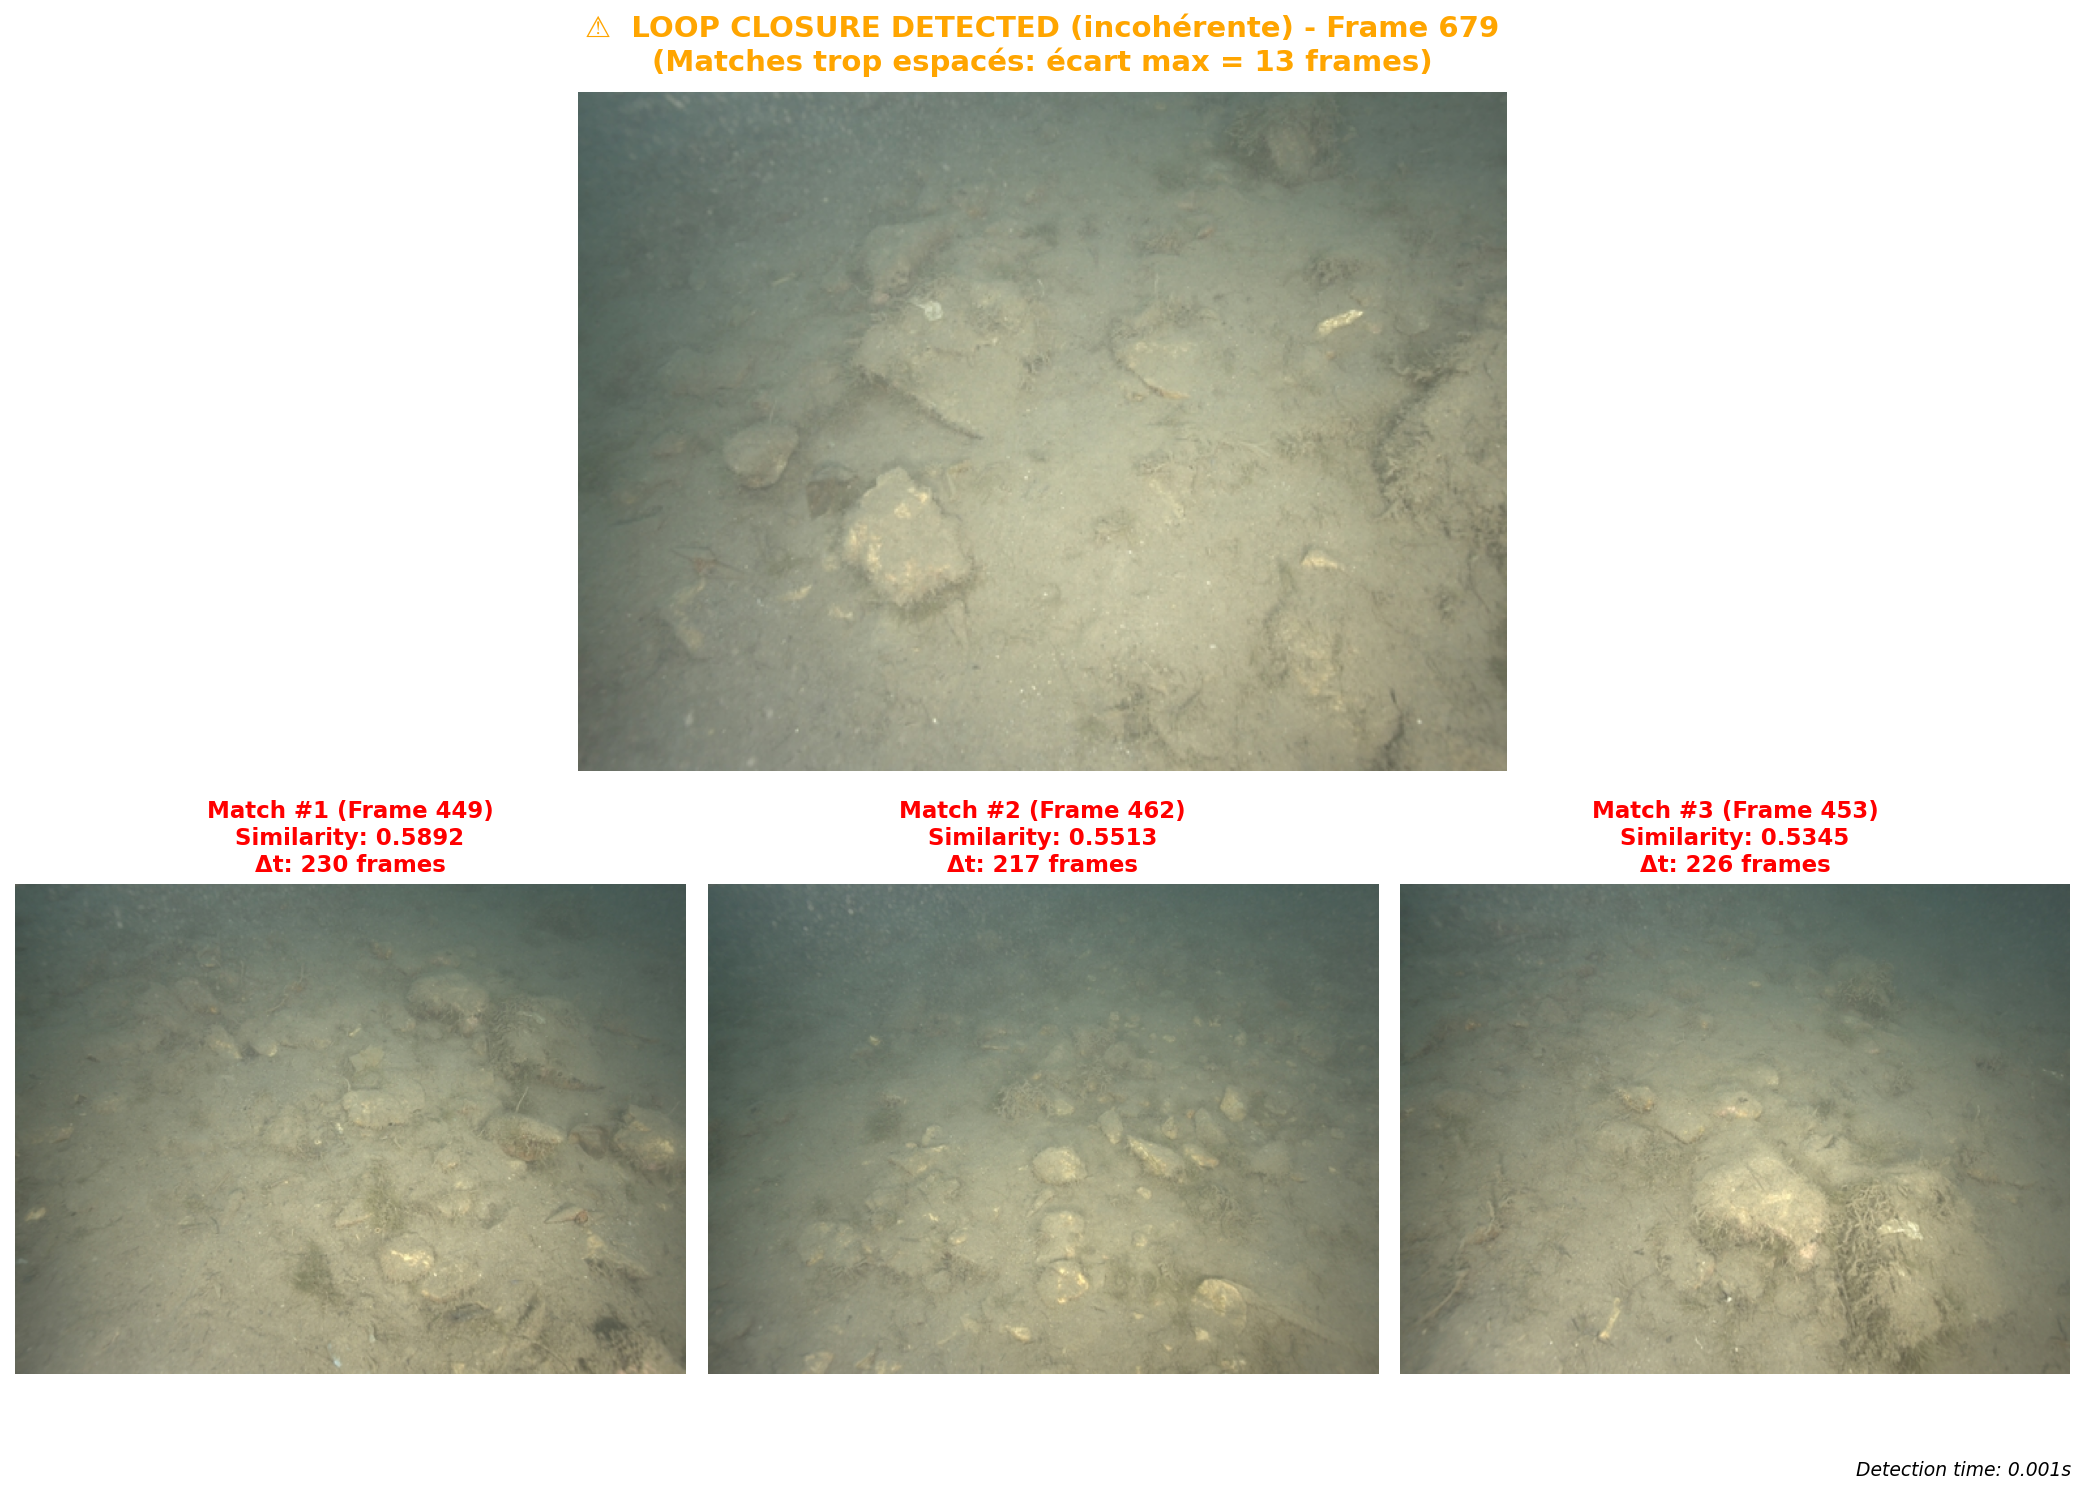 ⚠ LOOP CLOSURE DETECTED (incohérente) - Frame 679
(Matches trop espacés: écart max = 13 frames)
Match #1 (Frame 449)
Similarity: 0.5892
Δt: 230 frames
Match #2 (Frame 462)
Similarity: 0.5513
Δt: 217 frames
Match #3 (Frame 453)
Similarity: 0.5345
Δt: 226 frames
Detection time: 0.001s